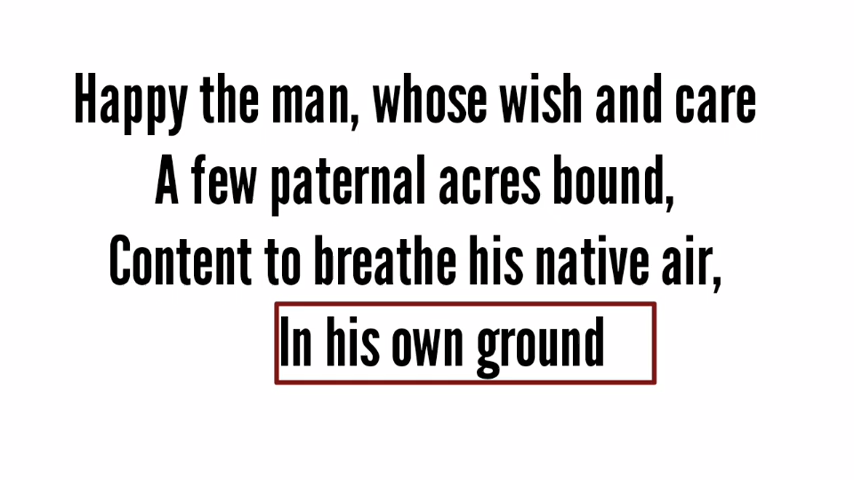 Happy the man, whose wish and care
A few paternal acres bound,
Content to breathe his native air,
In his own ground